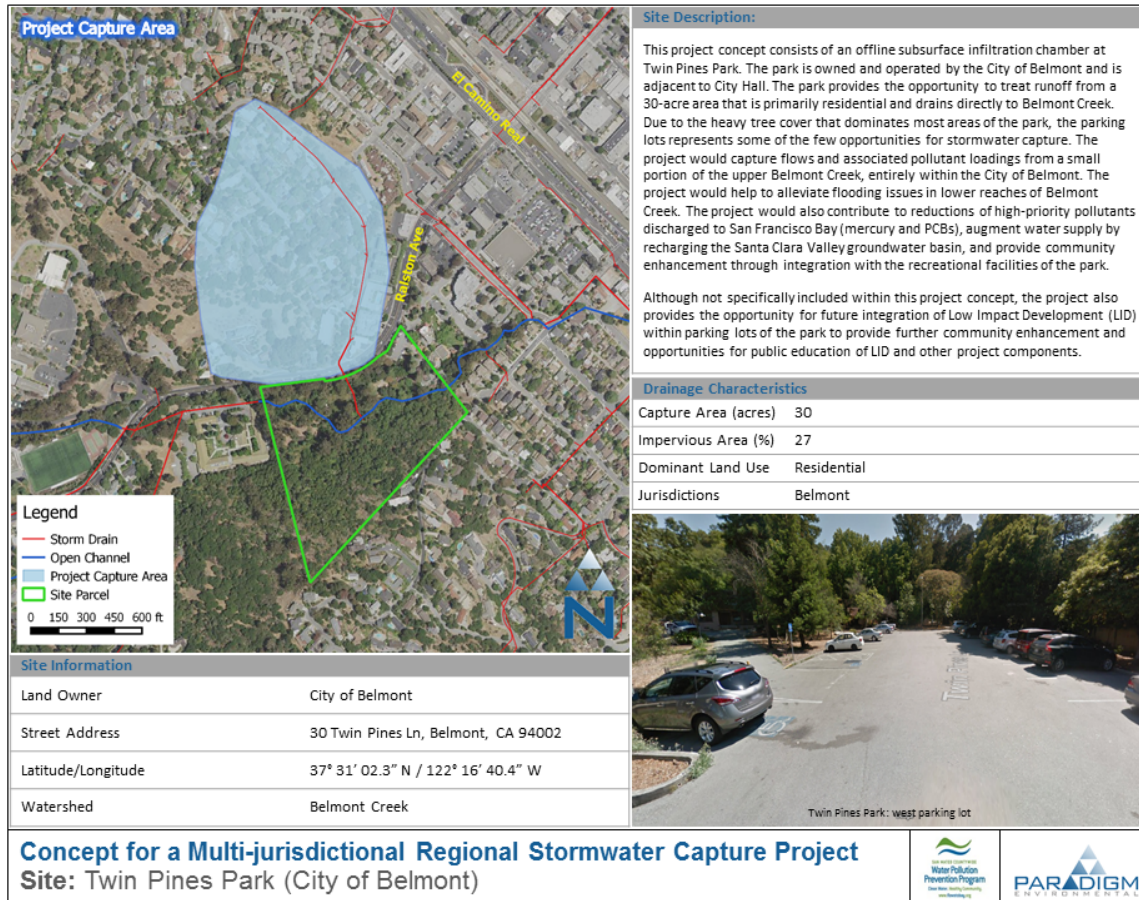 Project Capture Area
El Camino Real
Ralston Ave
Legend
Storm Drain
Open Channel
Project Capture Area
Site Parcel
0 150 300 450 600 ft
N
Site Information
Land Owner City of Belmont
Street Address 30 Twin Pines Ln, Belmont, CA 94002
Latitude/Longitude 37° 31′ 02.3″ N / 122° 16′ 40.4″ W
Watershed Belmont Creek
Site Description:
This project concept consists of an offline subsurface infiltration chamber at
Twin Pines Park. The park is owned and operated by the City of Belmont and is
adjacent to City Hall. The park provides the opportunity to treat runoff from a
30-acre area that is primarily residential and drains directly to Belmont Creek.
Due to the heavy tree cover that dominates most areas of the park, the parking
lots represents some of the few opportunities for stormwater capture. The
project would capture flows and associated pollutant loadings from a small
portion of the upper Belmont Creek, entirely within the City of Belmont. The
project would help to alleviate flooding issues in lower reaches of Belmont
Creek. The project would also contribute to reductions of high-priority pollutants
discharged to San Francisco Bay (mercury and PCBs), augment water supply by
recharging the Santa Clara Valley groundwater basin, and provide community
enhancement through integration with the recreational facilities of the park.
Although not specifically included within this project concept, the project also
provides the opportunity for future integration of Low Impact Development (LID)
within parking lots of the park to provide further community enhancement and
opportunities for public education of LID and other project components.
Drainage Characteristics
Capture Area (acres) 30
Impervious Area (%) 27
Dominant Land Use Residential
Jurisdictions Belmont
Twin Pines Park: west parking lot
Concept for a Multi-jurisdictional Regional Stormwater Capture Project
Site: Twin Pines Park (City of Belmont)
SAN MATEO COUNTYWIDE
Water Pollution
Prevention Program
Clean Water. Healthy Community.
PARADIGM
ENVIRONMENTAL